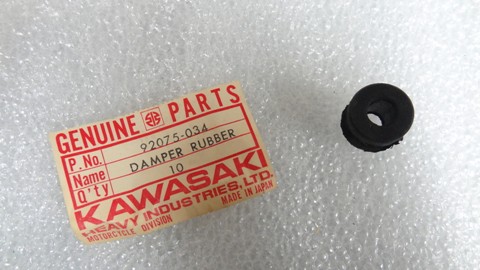 GENUINE PARTS
P. No. 92075-034
Name DAMPER RUBBER
Q'ty 10
KAWASAKI
HEAVY INDUSTRIES, LTD.
MOTORCYCLE DIVISION MADE IN JAPAN